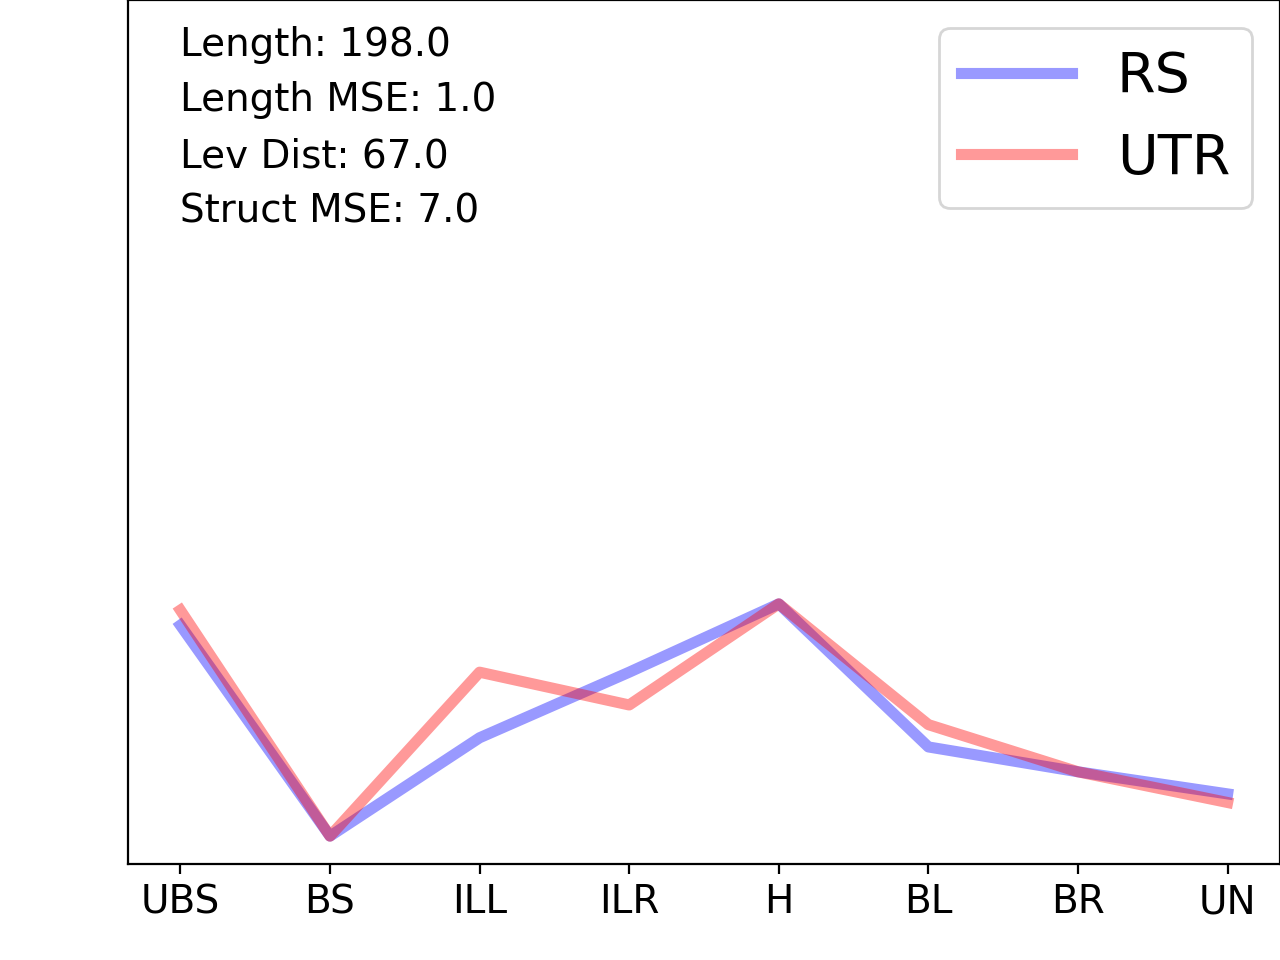 Length: 198.0
Length MSE: 1.0
Lev Dist: 67.0
Struct MSE: 7.0
RS
UTR
UBS BS ILL ILR H BL BR UN